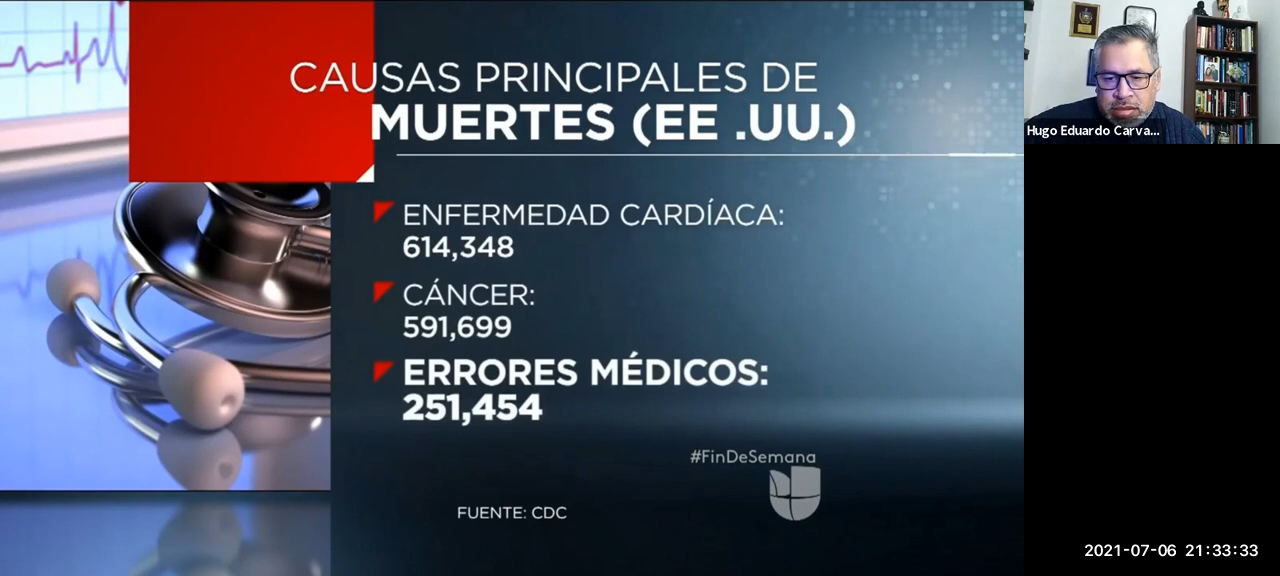 CAUSAS PRINCIPALES DE
MUERTES (EE .UU.)
ENFERMEDAD CARDÍACA:
614,348
CÁNCER:
591,699
ERRORES MÉDICOS:
251,454
#FinDeSemana
FUENTE: CDC
Hugo Eduardo Carva...
2021-07-06 21:33:33